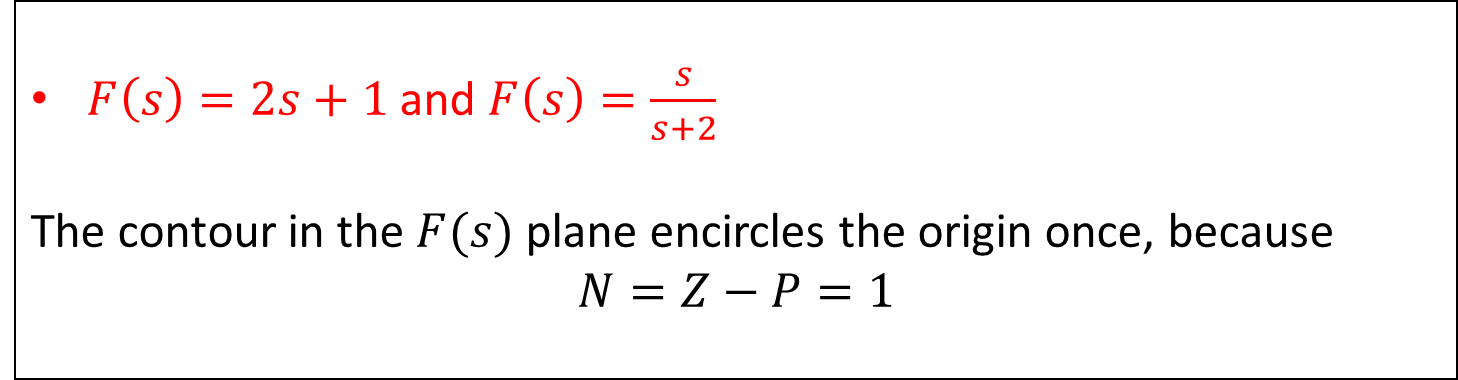 • F(s) = 2s + 1 and F(s) = s/(s+2)
The contour in the F(s) plane encircles the origin once, because
N = Z − P = 1